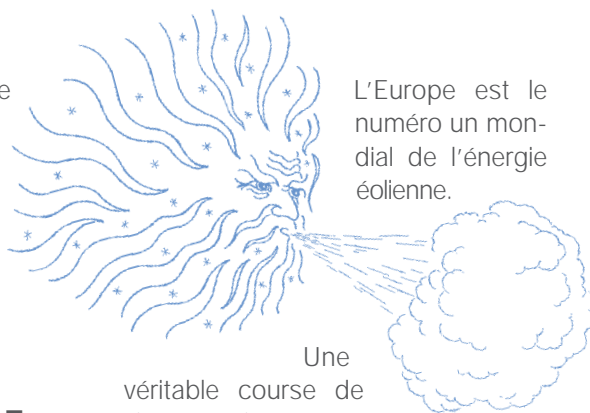 e
L'Europe est le
numéro un mon-
dial de l'énergie
éolienne.
Une
véritable course de